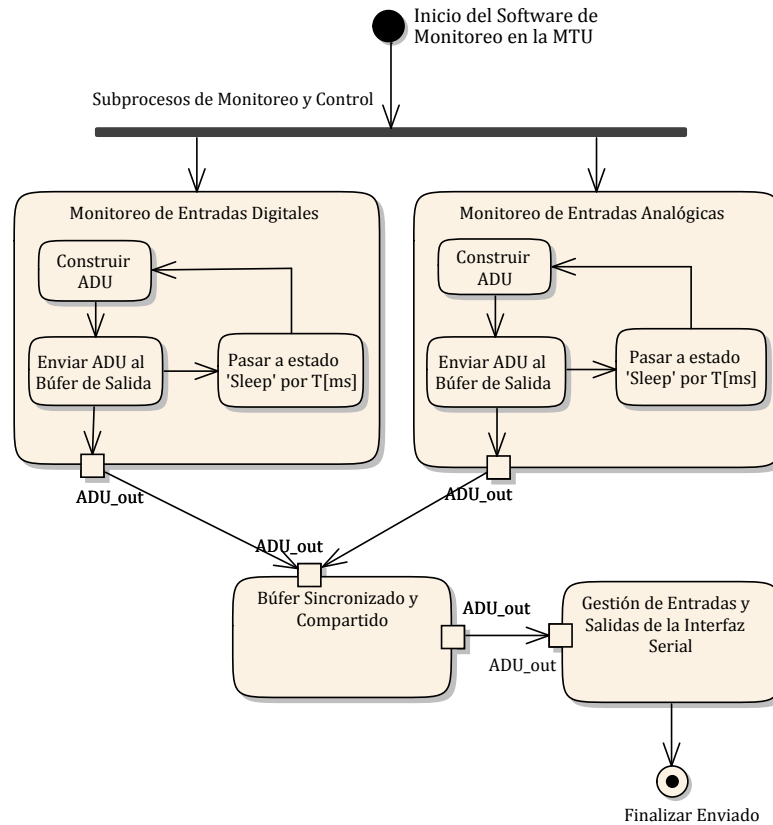 Inicio del Software de
Monitoreo en la MTU
Subprocesos de Monitoreo y Control
Monitoreo de Entradas Digitales
Construir
ADU
Enviar ADU al
Búfer de Salida
Pasar a estado
'Sleep' por T[ms]
ADU_out
Monitoreo de Entradas Analógicas
Construir
ADU
Enviar ADU al
Búfer de Salida
Pasar a estado
'Sleep' por T[ms]
ADU_out
ADU_out
Búfer Sincronizado y
Compartido
ADU_out
ADU_out
Gestión de Entradas y
Salidas de la Interfaz
Serial
Finalizar Enviado